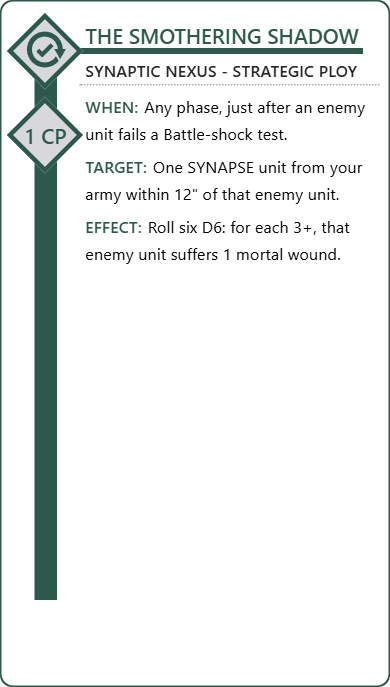 THE SMOTHERING SHADOW
SYNAPTIC NEXUS - STRATEGIC PLOY
1 CP
WHEN: Any phase, just after an enemy
unit fails a Battle-shock test.
TARGET: One SYNAPSE unit from your
army within 12" of that enemy unit.
EFFECT: Roll six D6: for each 3+, that
enemy unit suffers 1 mortal wound.